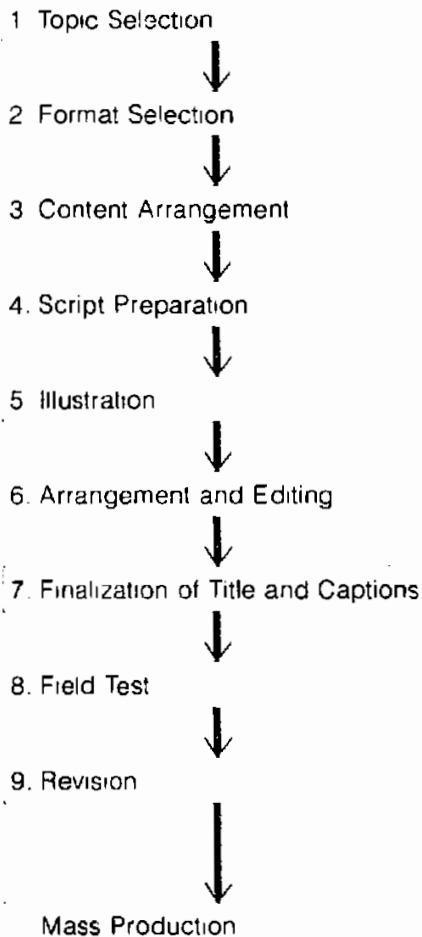 1 Topic Selection
2 Format Selection
3 Content Arrangement
4. Script Preparation
5 Illustration
6. Arrangement and Editing
7. Finalization of Title and Captions
8. Field Test
9. Revision
Mass Production